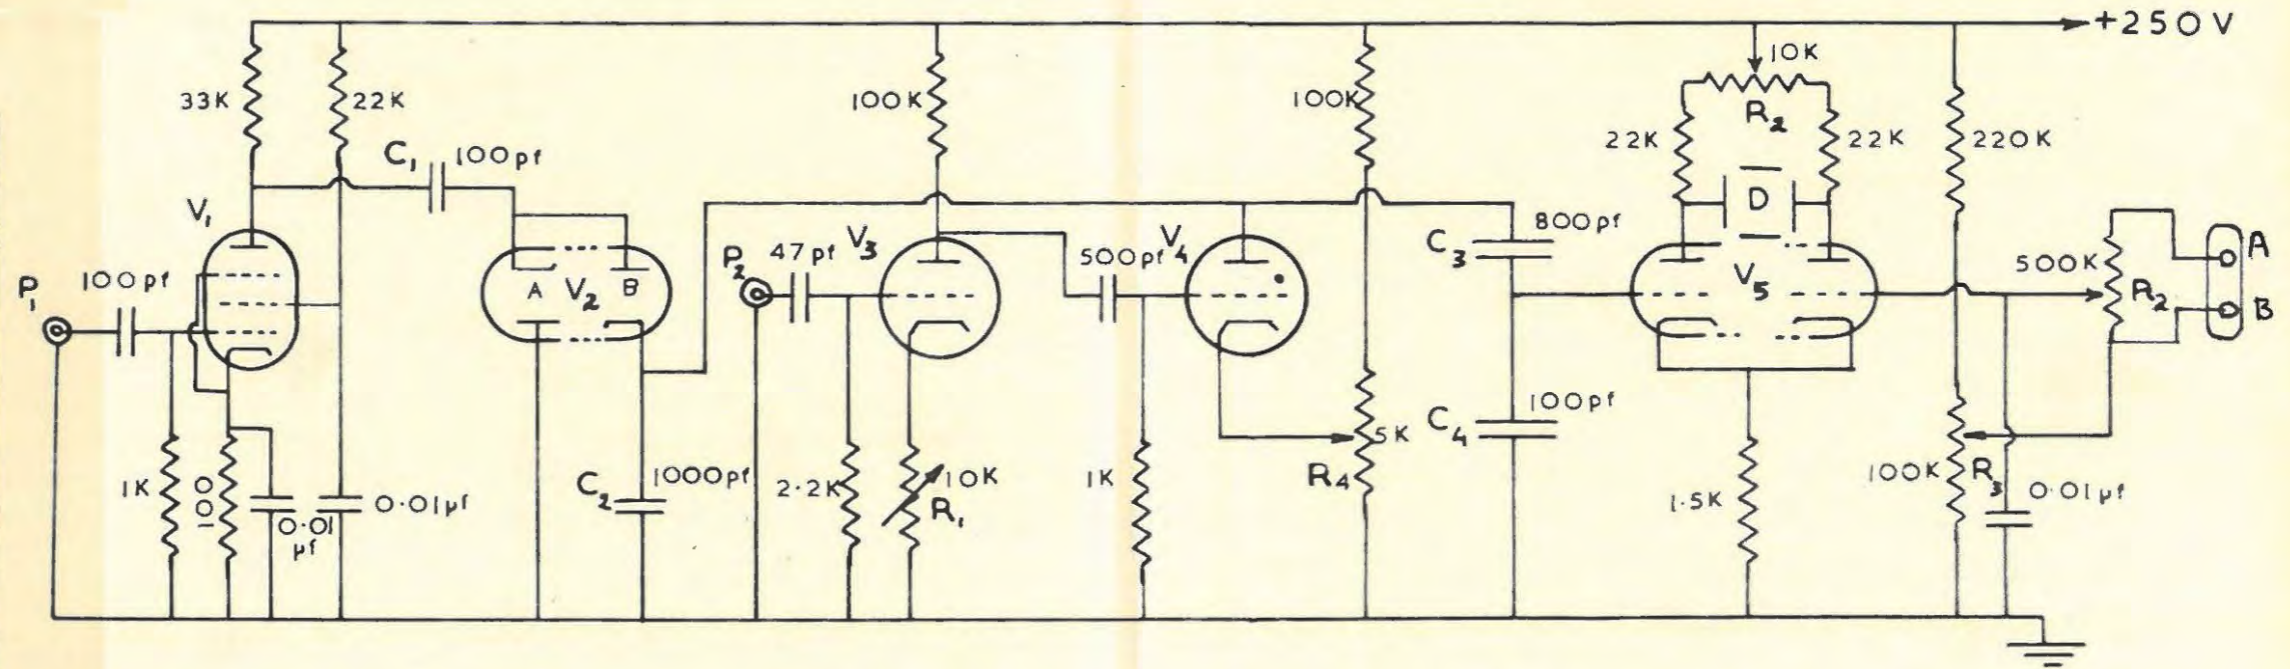 +250V
10K
33K
22K
100K
100K
R2
22K
22K
220K
C1
100pf
V1
A
V2
B
P1
100pf
P2
47pf
V3
500pf
V4
C3
800pf
D
V5
500K
R2
A
B
1K
100
0.01
µf
0.01µf
C2
1000pf
2.2K
10K
R1
1K
5K
R4
C4
100pf
1.5K
100K
R3
0.01µf